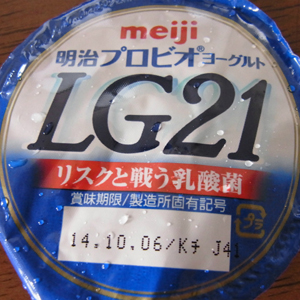 meiji
明治プロビオ®ヨーグルト
LG21
リスクと戦う乳酸菌
賞味期限/製造所固有記号
プラ
14.10.06/Kチ J41